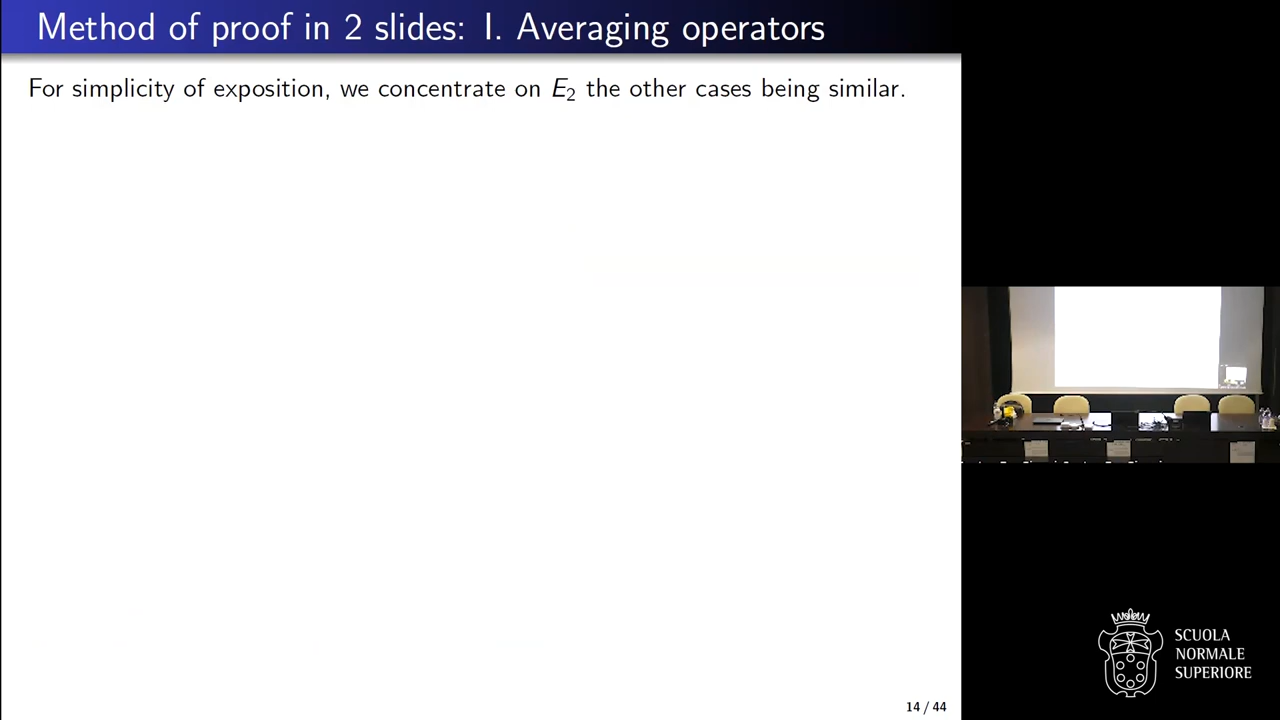 Method of proof in 2 slides: I. Averaging operators
For simplicity of exposition, we concentrate on E₂ the other cases being similar.
14 / 44
SCUOLA
NORMALE
SUPERIORE